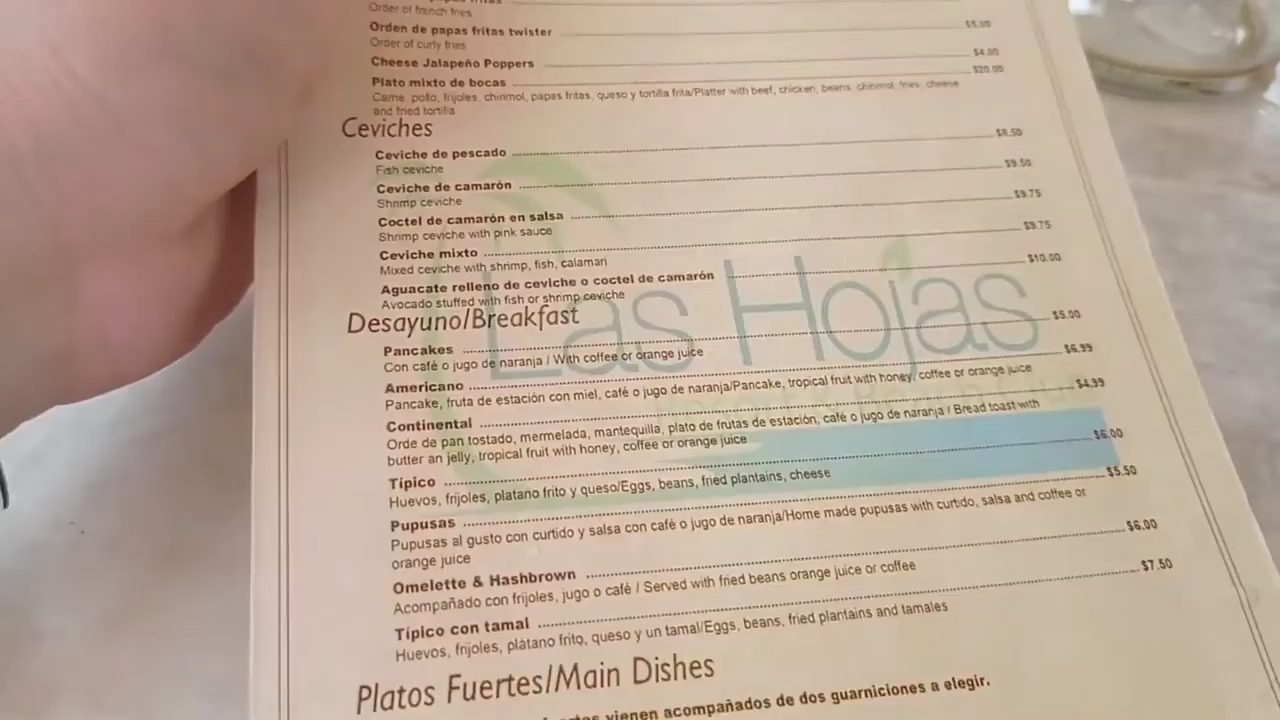 Order of french fries
Orden de papas fritas twister $5.00
Order of curly fries
Cheese Jalapeño Poppers $4.00
Plato mixto de bocas $20.00
Carne, pollo, frijoles, chirimol, papas fritas, queso y tortilla frita/Platter with beef, chicken, beans, chirimol, fries, cheese
and fried tortilla
Ceviches
Ceviche de pescado $8.50
Fish ceviche
Ceviche de camarón $9.50
Shrimp ceviche
Coctel de camarón en salsa $9.75
Shrimp ceviche with pink sauce
Ceviche mixto $9.75
Mixed ceviche with shrimp, fish, calamari
Aguacate relleno de ceviche o coctel de camarón $10.00
Avocado stuffed with fish or shrimp ceviche
Las Hojas
Desayuno/Breakfast
Pancakes $5.00
Con café o jugo de naranja / With coffee or orange juice
Americano $6.99
Pancake, fruta de estación con miel, café o jugo de naranja/Pancake, tropical fruit with honey, coffee or orange juice
Continental $4.99
Orde de pan tostado, mermelada, mantequilla, plato de frutas de estación, café o jugo de naranja / Bread toast with
butter an jelly, tropical fruit with honey, coffee or orange juice
Típico $6.00
Huevos, frijoles, platano frito y queso/Eggs, beans, fried plantains, cheese
Pupusas $5.50
Pupusas al gusto con curtido y salsa con café o jugo de naranja/Home made pupusas with curtido, salsa and coffee or
orange juice
Omelette & Hashbrown $6.00
Acompañado con frijoles, jugo o café / Served with fried beans orange juice or coffee
Típico con tamal $7.50
Huevos, frijoles, plátano frito, queso y un tamal/Eggs, beans, fried plantains and tamales
Platos Fuertes/Main Dishes
vienen acompañados de dos guarniciones a elegir.